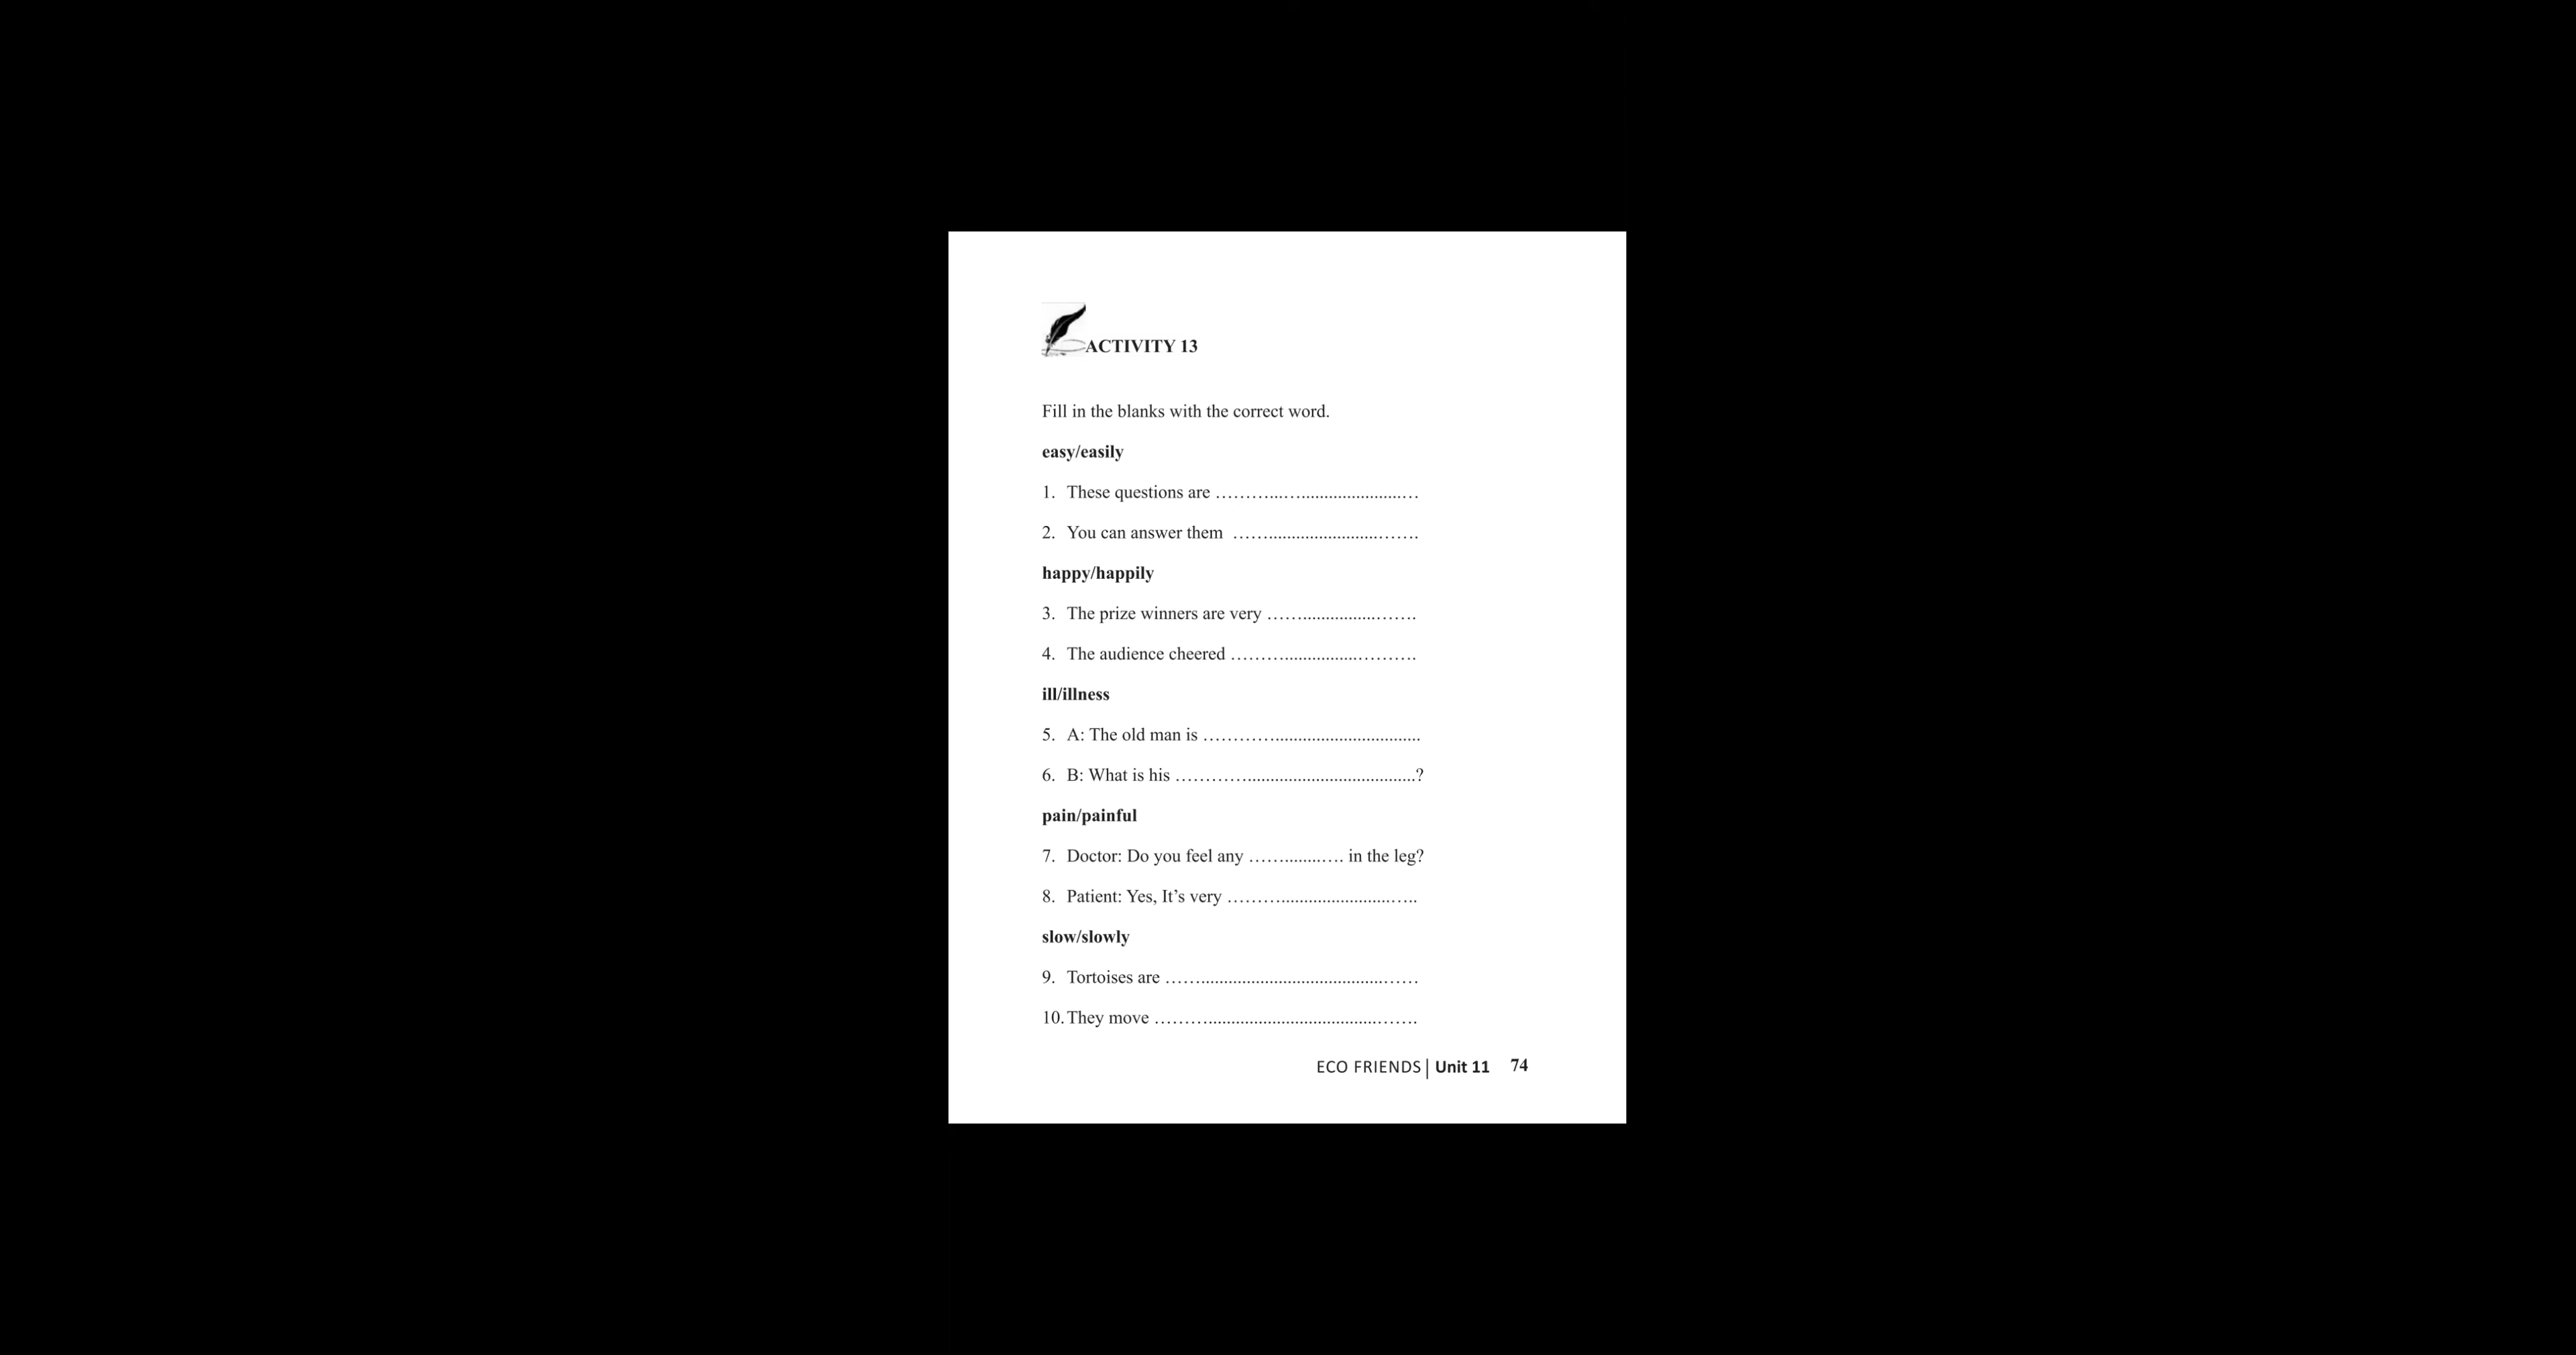 ACTIVITY 13
Fill in the blanks with the correct word.
easy/easily
1. These questions are ………...….......................…
2. You can answer them ……........................…….
happy/happily
3. The prize winners are very ……................…….
4. The audience cheered ………................……….
ill/illness
5. A: The old man is …………................................
6. B: What is his ………….....................................?
pain/painful
7. Doctor: Do you feel any ……........…. in the leg?
8. Patient: Yes, It’s very ………........................…..
slow/slowly
9. Tortoises are ……........................................……
10. They move ……….....................................…….
ECO FRIENDS | Unit 11 74